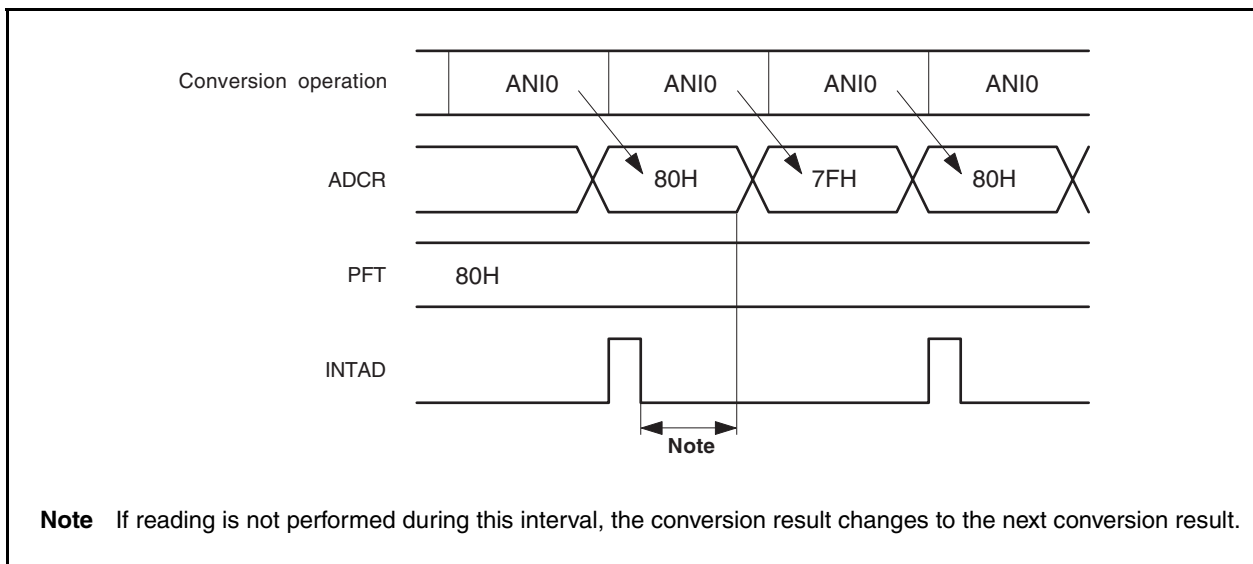 Conversion operation ANI0 ANI0 ANI0 ANI0
ADCR 80H 7FH 80H
PFT 80H
INTAD
Note
Note If reading is not performed during this interval, the conversion result changes to the next conversion result.